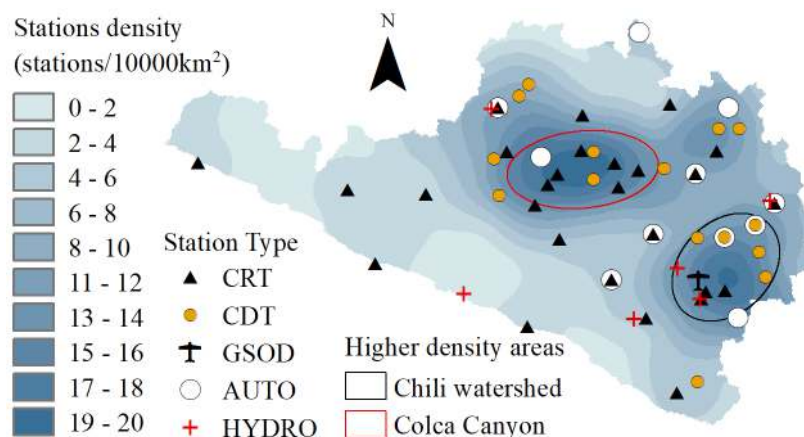 N
Stations density
(stations/10000km²)
0 - 2
2 - 4
4 - 6
6 - 8
8 - 10
11 - 12
13 - 14
15 - 16
17 - 18
19 - 20
Station Type
CRT
CDT
GSOD
AUTO
HYDRO
Higher density areas
Chili watershed
Colca Canyon